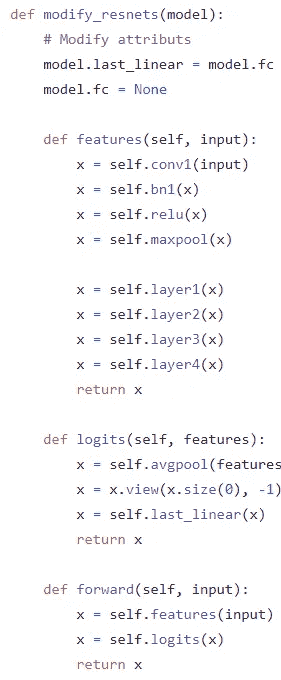 def modify_resnets(model):
    # Modify attributs
    model.last_linear = model.fc
    model.fc = None

    def features(self, input):
        x = self.conv1(input)
        x = self.bn1(x)
        x = self.relu(x)
        x = self.maxpool(x)

        x = self.layer1(x)
        x = self.layer2(x)
        x = self.layer3(x)
        x = self.layer4(x)
        return x

    def logits(self, features):
        x = self.avgpool(features
        x = x.view(x.size(0), -1)
        x = self.last_linear(x)
        return x

    def forward(self, input):
        x = self.features(input)
        x = self.logits(x)
        return x